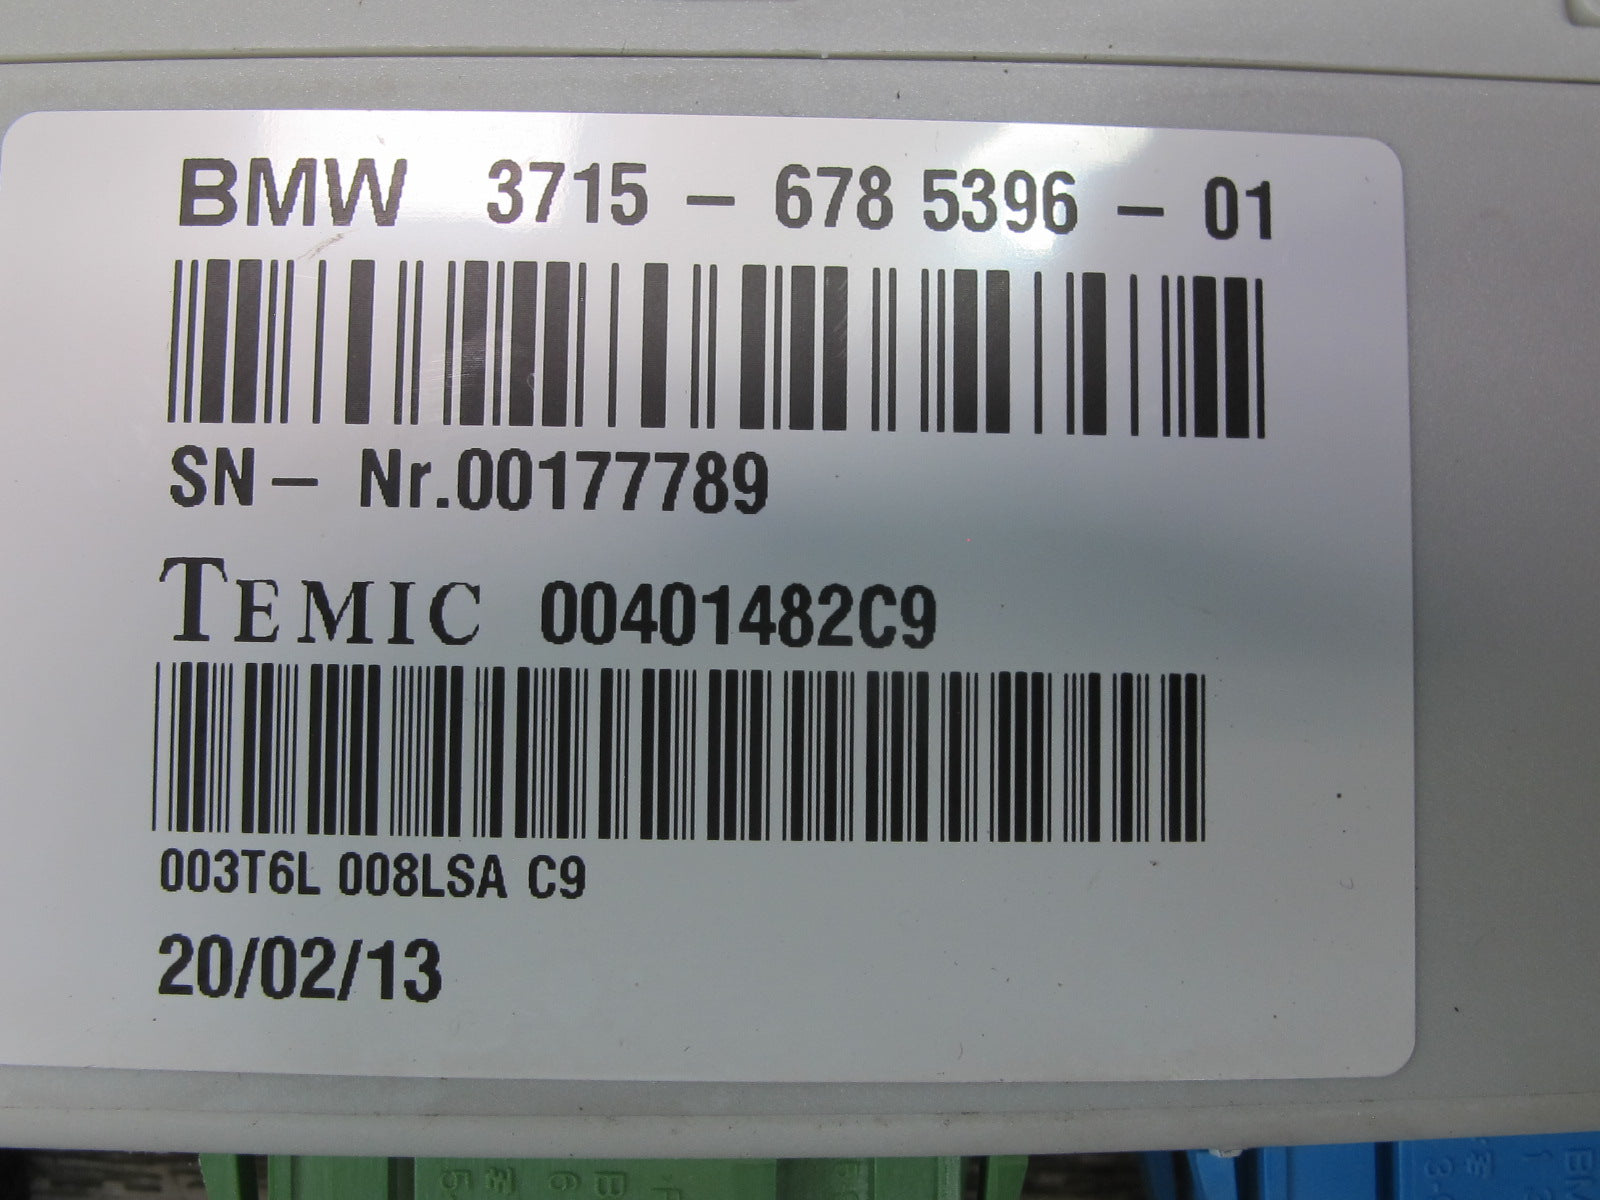 BMW 3715 – 678 5396 – 01
SN – Nr.00177789
TEMIC 00401482C9
003T6L 008LSA C9
20/02/13